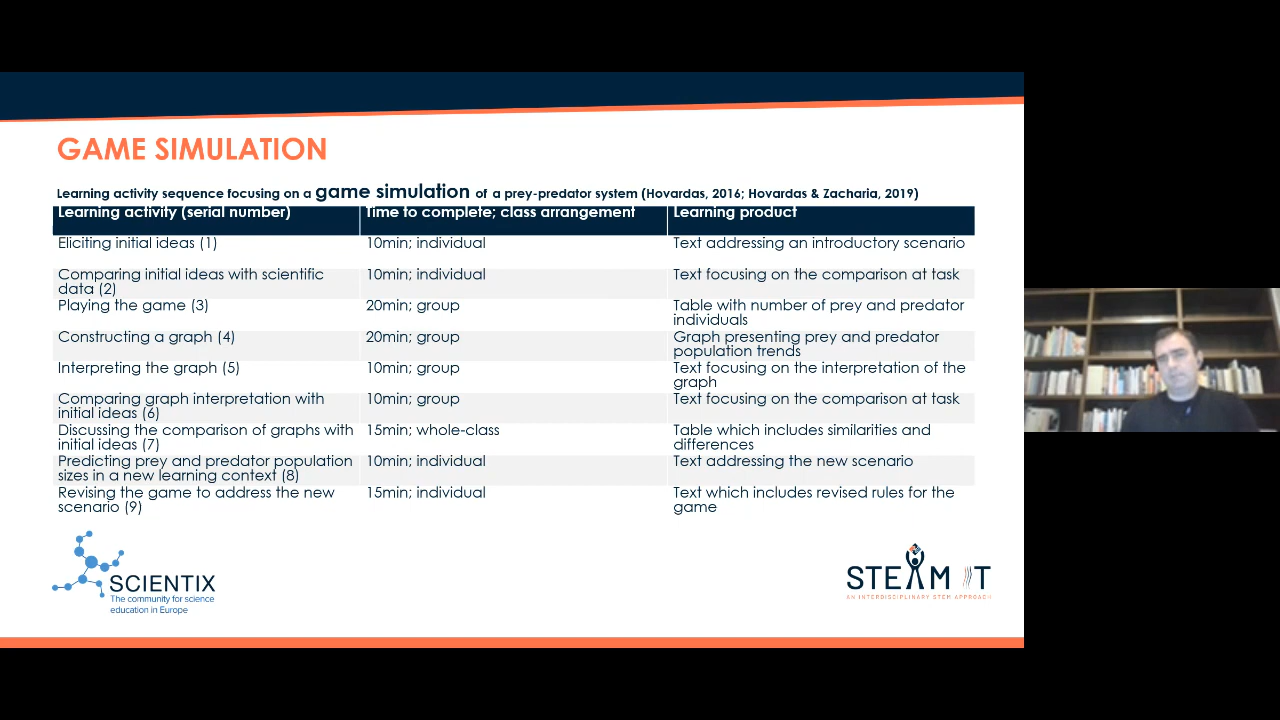 GAME SIMULATION
Learning activity sequence focusing on a game simulation of a prey-predator system (Hovardas, 2016; Hovardas & Zacharia, 2019)
Learning activity (serial number) Time to complete; class arrangement Learning product
Eliciting initial ideas (1) 10min; individual Text addressing an introductory scenario
Comparing initial ideas with scientific data (2) 10min; individual Text focusing on the comparison at task
Playing the game (3) 20min; group Table with number of prey and predator individuals
Constructing a graph (4) 20min; group Graph presenting prey and predator population trends
Interpreting the graph (5) 10min; group Text focusing on the interpretation of the graph
Comparing graph interpretation with initial ideas (6) 10min; group Text focusing on the comparison at task
Discussing the comparison of graphs with initial ideas (7) 15min; whole-class Table which includes similarities and differences
Predicting prey and predator population sizes in a new learning context (8) 10min; individual Text addressing the new scenario
Revising the game to address the new scenario (9) 15min; individual Text which includes revised rules for the game
SCIENTIX
The community for science
education in Europe
STEAM IT
AN INTERDISCIPLINARY STEM APPROACH